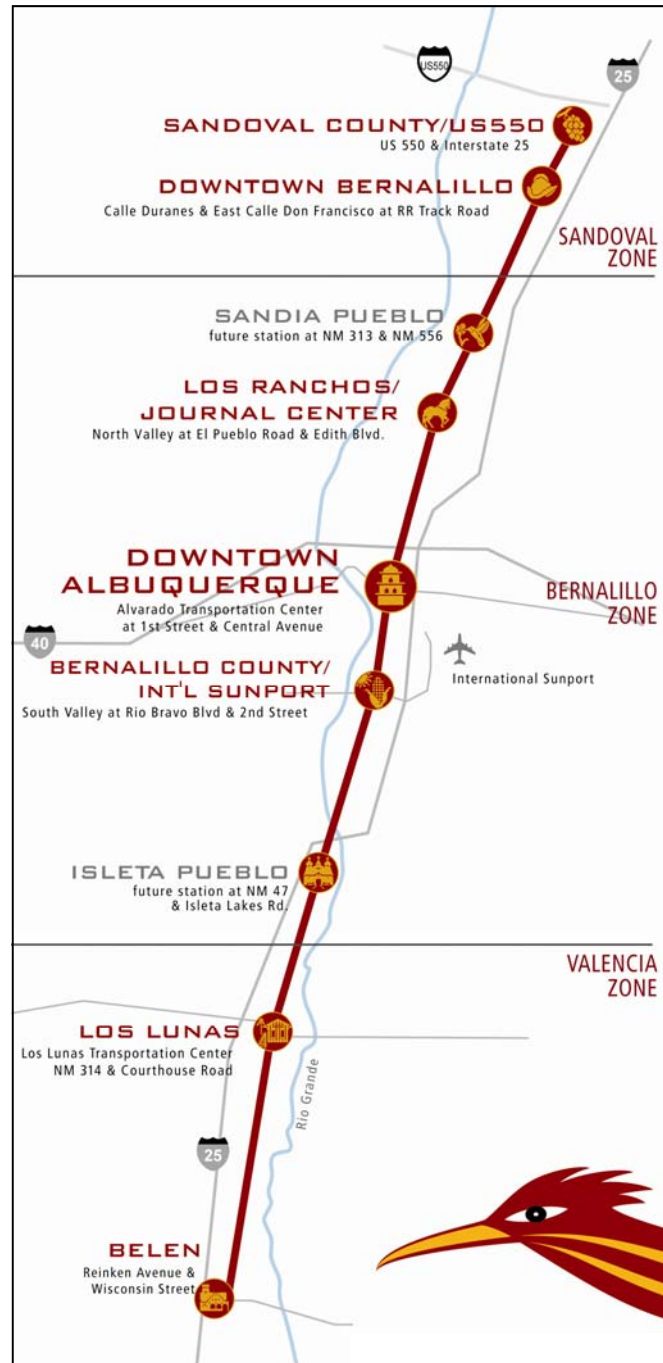 US550
25
SANDOVAL COUNTY/US550
US 550 & Interstate 25
DOWNTOWN BERNALILLO
Calle Duranes & East Calle Don Francisco at RR Track Road
SANDOVAL
ZONE
SANDIA PUEBLO
future station at NM 313 & NM 556
LOS RANCHOS/
JOURNAL CENTER
North Valley at El Pueblo Road & Edith Blvd.
DOWNTOWN
ALBUQUERQUE
Alvarado Transportation Center
at 1st Street & Central Avenue
BERNALILLO
ZONE
40
BERNALILLO COUNTY/
INT'L SUNPORT
South Valley at Rio Bravo Blvd & 2nd Street
International Sunport
ISLETA PUEBLO
future station at NM 47
& Isleta Lakes Rd.
VALENCIA
ZONE
LOS LUNAS
Los Lunas Transportation Center
NM 314 & Courthouse Road
Rio Grande
25
BELEN
Reinken Avenue &
Wisconsin Street